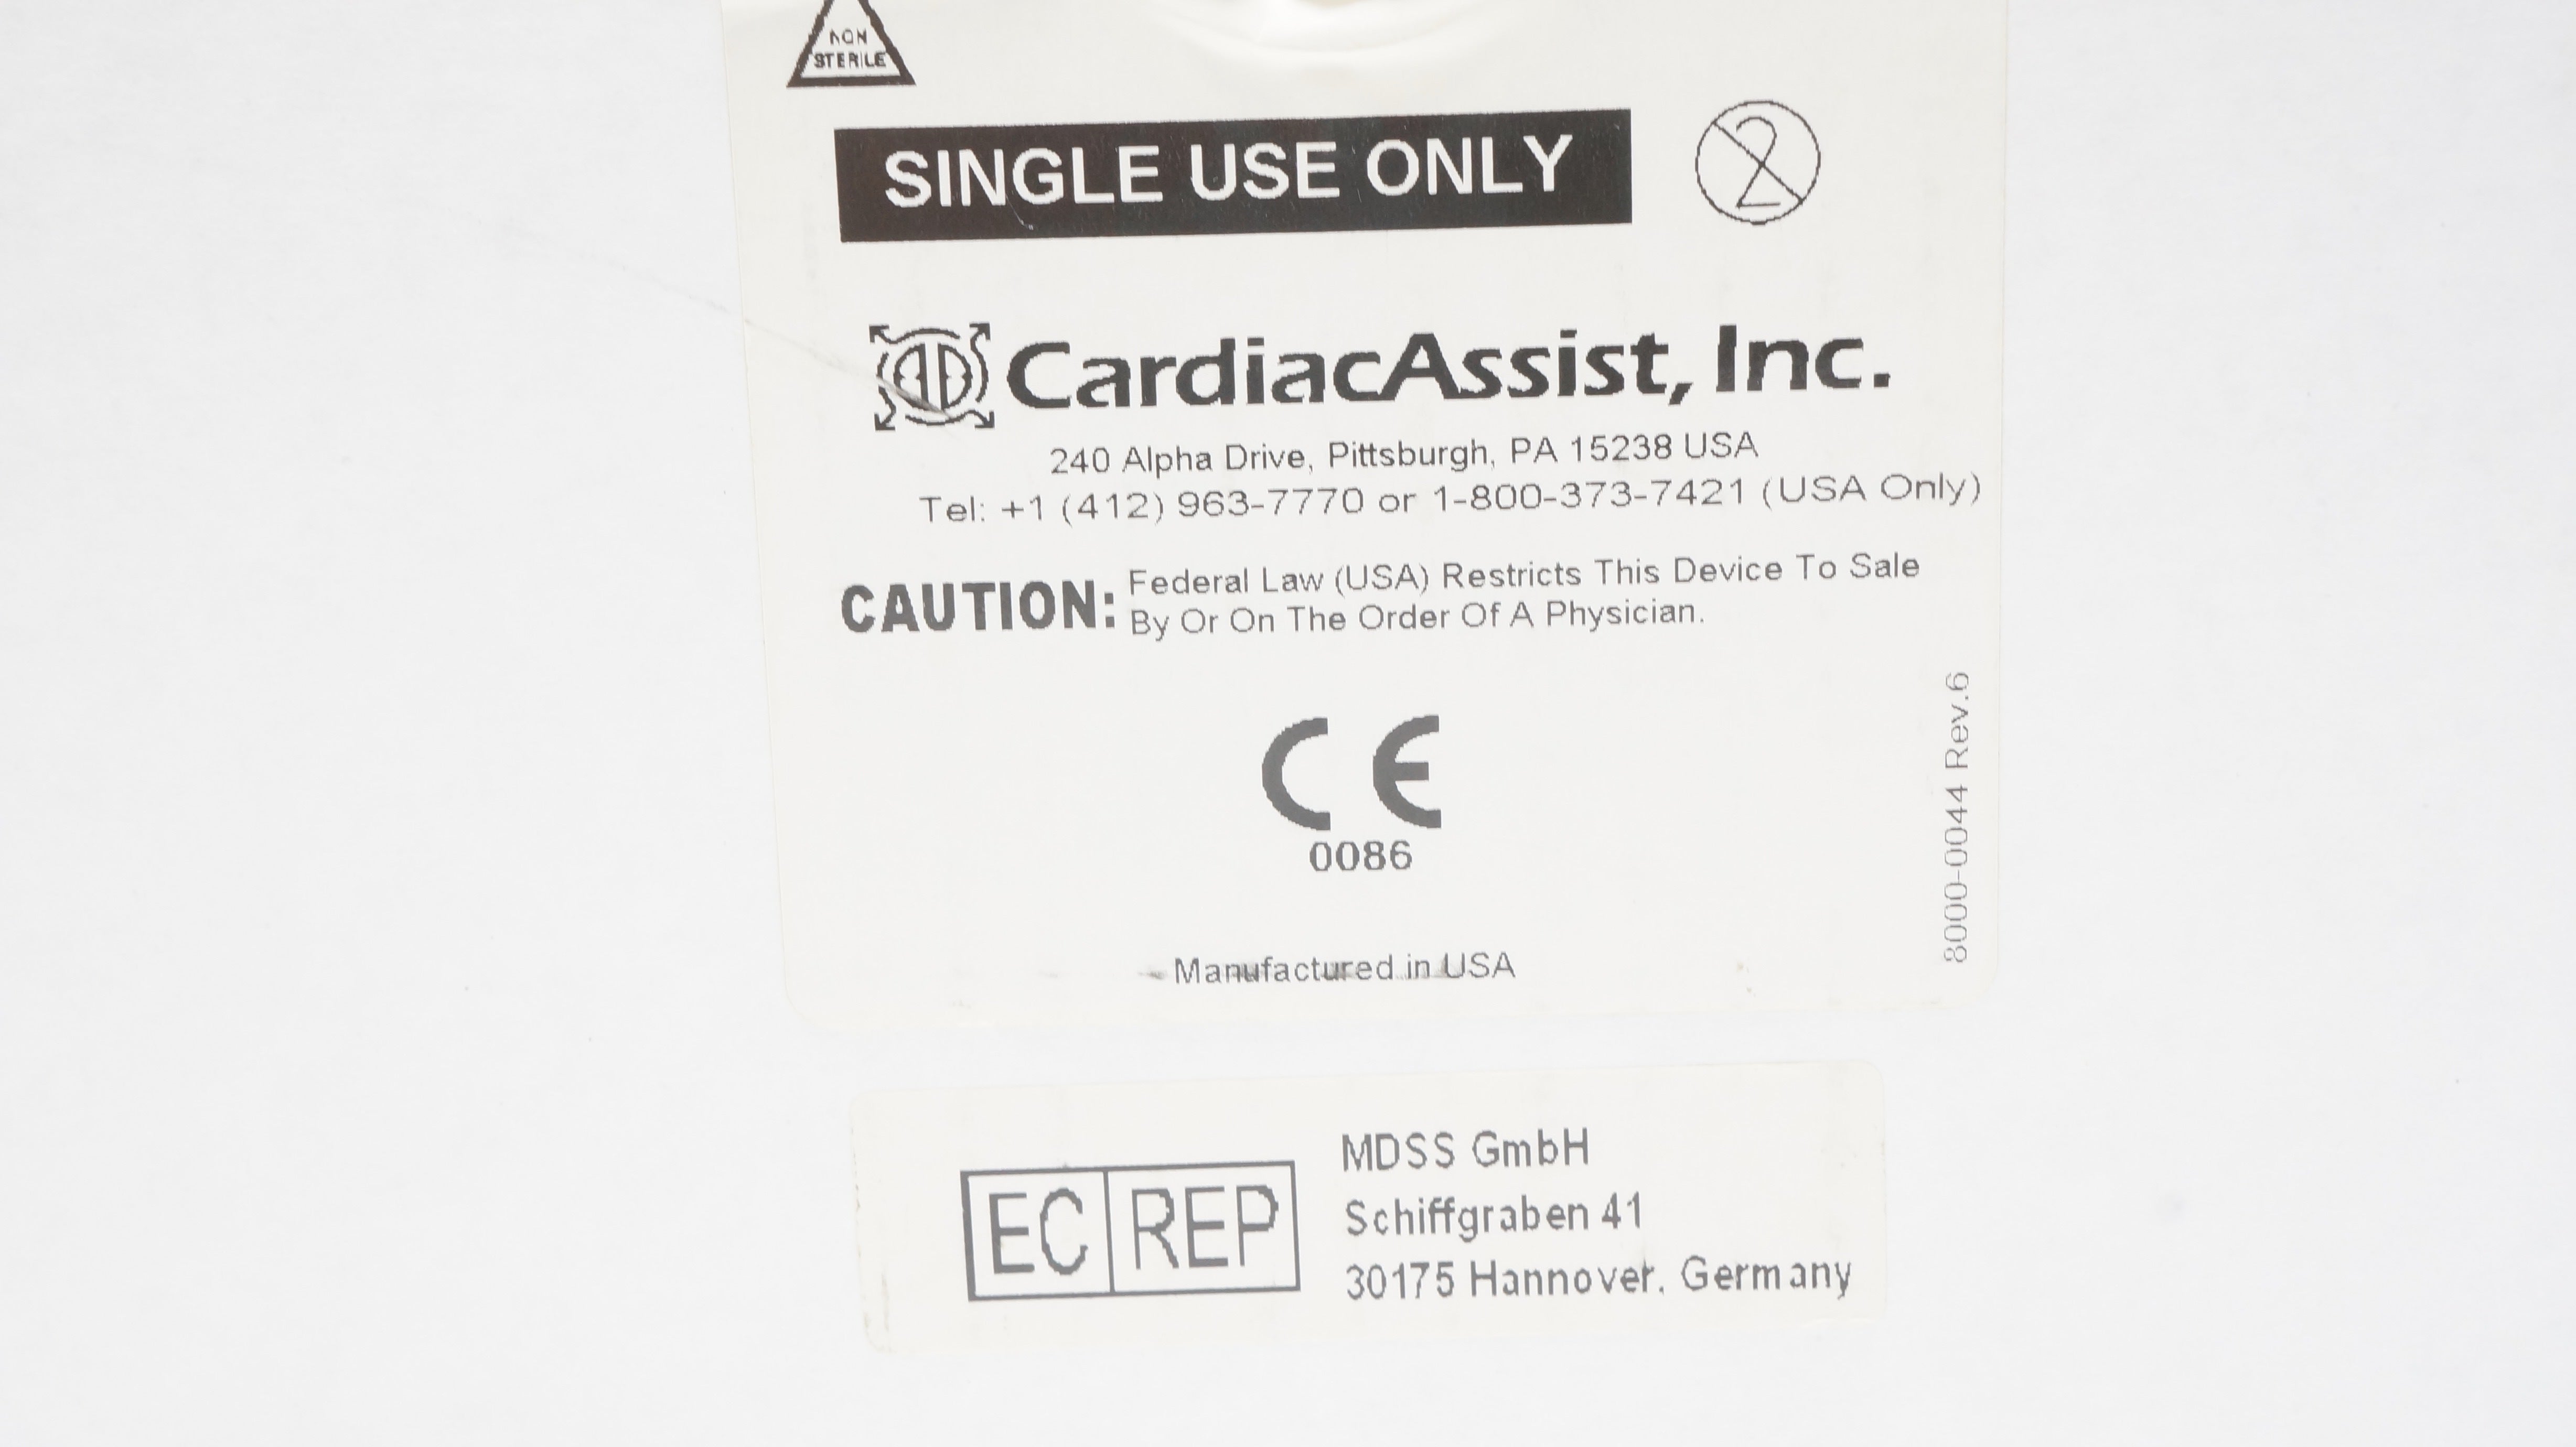 NON
STERILE
SINGLE USE ONLY
2
CardiacAssist, Inc.
240 Alpha Drive, Pittsburgh, PA 15238 USA
Tel: +1 (412) 963-7770 or 1-800-373-7421 (USA Only)
CAUTION: Federal Law (USA) Restricts This Device To Sale
By Or On The Order Of A Physician.
CE
0086
8000-0044 Rev.6
Manufactured in USA
EC REP
MDSS GmbH
Schiffgraben 41
30175 Hannover, Germany